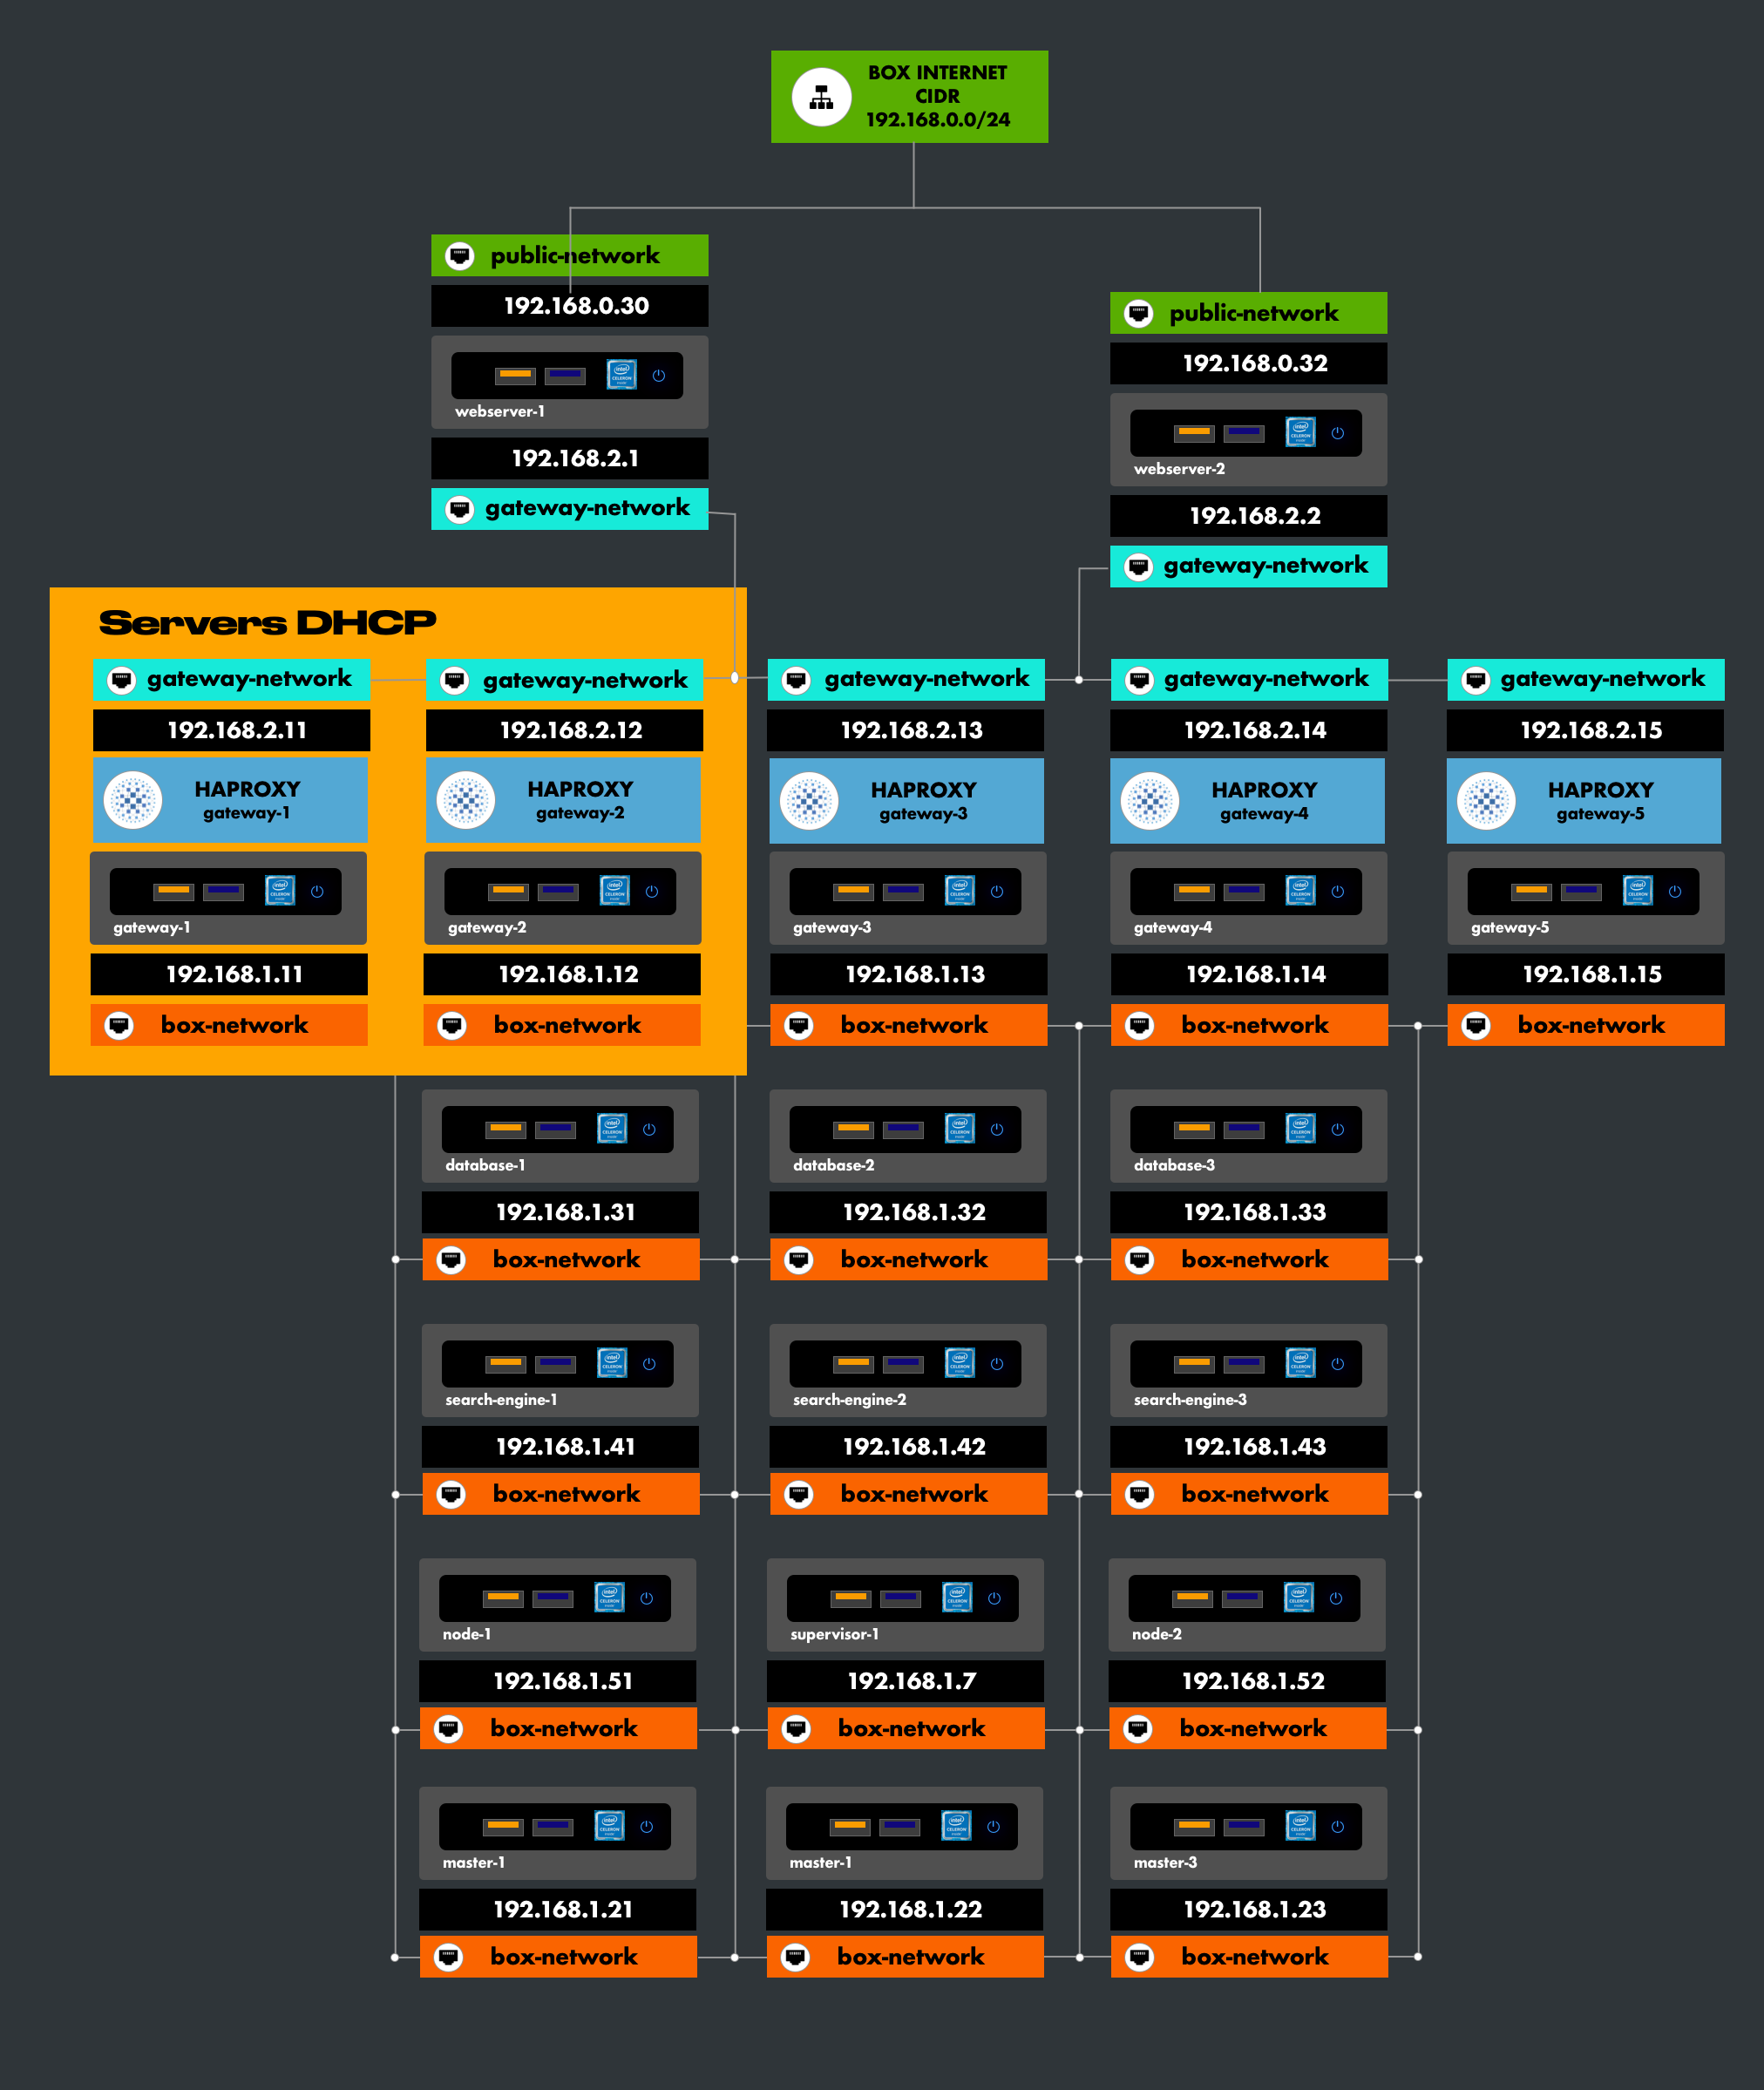 BOX INTERNET
CIDR
192.168.0.0/24
public-network
192.168.0.30
webserver-1
192.168.2.1
gateway-network
public-network
192.168.0.32
webserver-2
192.168.2.2
gateway-network
Servers DHCP
gateway-network
192.168.2.11
HAPROXY
gateway-1
gateway-1
192.168.1.11
box-network
gateway-network
192.168.2.12
HAPROXY
gateway-2
gateway-2
192.168.1.12
box-network
gateway-network
192.168.2.13
HAPROXY
gateway-3
gateway-3
192.168.1.13
box-network
gateway-network
192.168.2.14
HAPROXY
gateway-4
gateway-4
192.168.1.14
box-network
gateway-network
192.168.2.15
HAPROXY
gateway-5
gateway-5
192.168.1.15
box-network
database-1
192.168.1.31
box-network
database-2
192.168.1.32
box-network
database-3
192.168.1.33
box-network
search-engine-1
192.168.1.41
box-network
search-engine-2
192.168.1.42
box-network
search-engine-3
192.168.1.43
box-network
node-1
192.168.1.51
box-network
supervisor-1
192.168.1.7
box-network
node-2
192.168.1.52
box-network
master-1
192.168.1.21
box-network
master-1
192.168.1.22
box-network
master-3
192.168.1.23
box-network